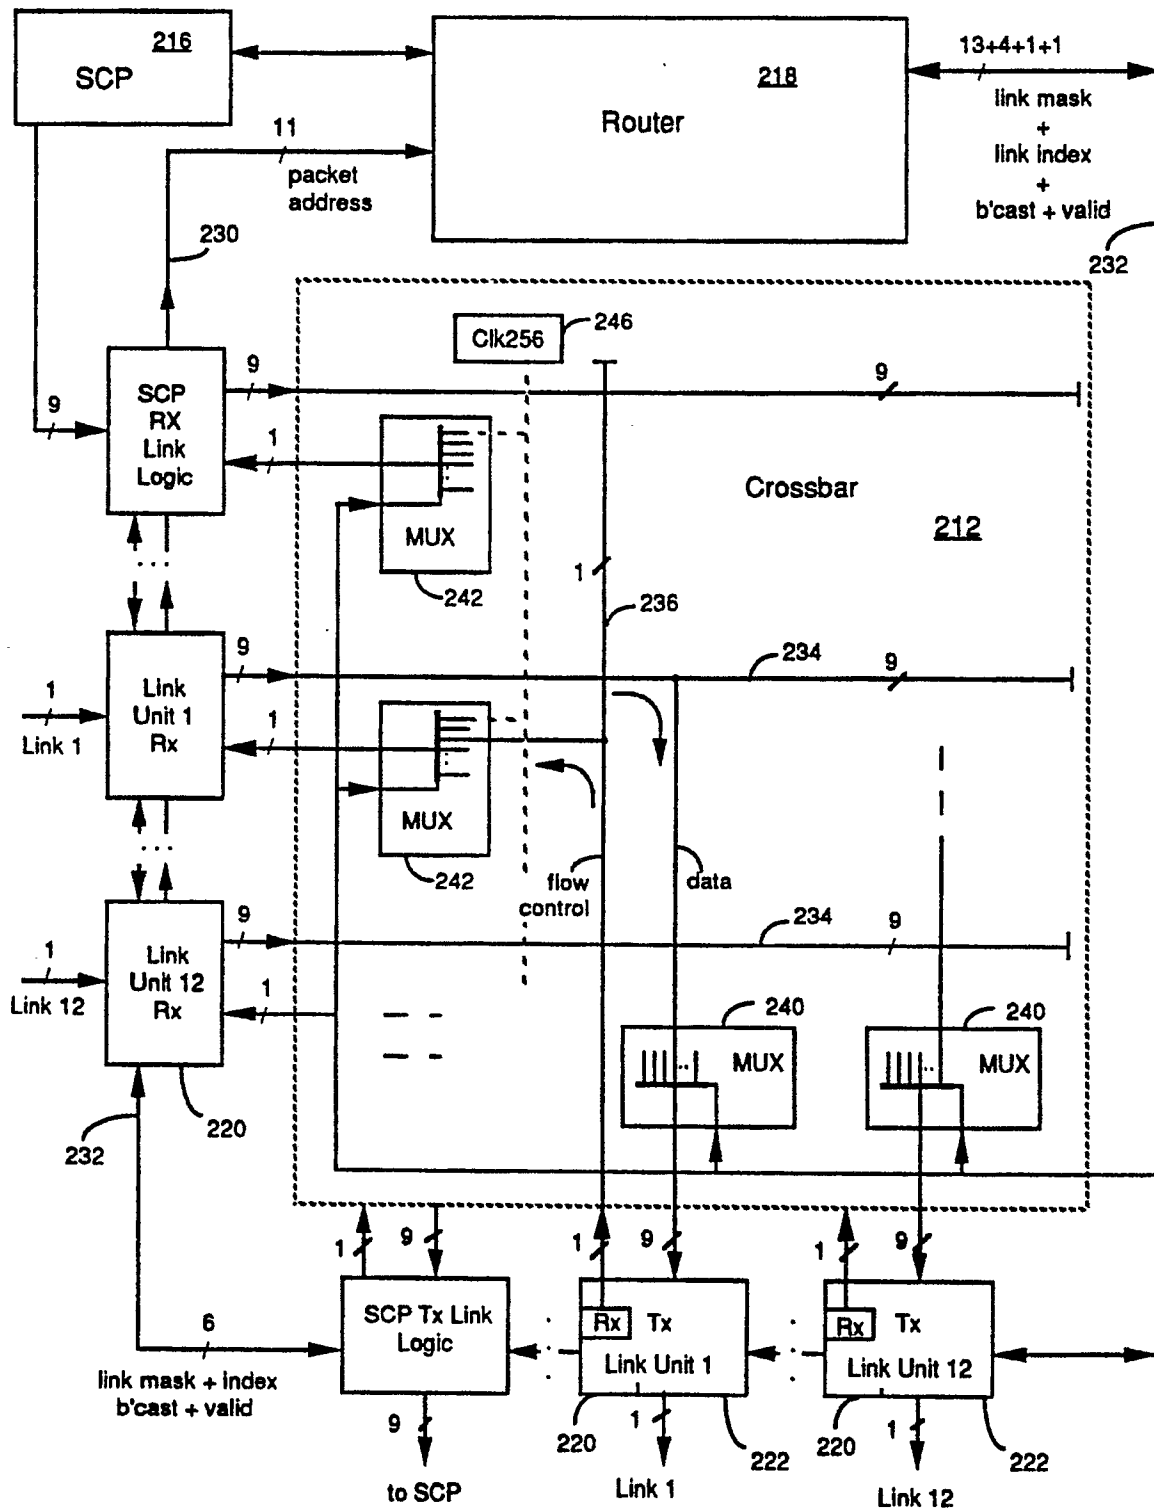 216
SCP
218
Router
13+4+1+1
link mask
+
link index
+
b'cast + valid
232
11
packet
address
230
Clk256
246
9
SCP
RX
Link
Logic
9
9
1
MUX
242
Crossbar
212
1
236
9
234
9
1
Link 1
Link
Unit 1
Rx
1
MUX
242
flow
control
data
9
234
9
1
Link 12
Link
Unit 12
Rx
1
240
MUX
240
MUX
232
220
1
9
1
9
1
9
6
link mask + index
b'cast + valid
SCP Tx Link
Logic
Rx
Tx
Link Unit 1
Rx
Tx
Link Unit 12
9
to SCP
220
1
222
Link 1
220
1
222
Link 12